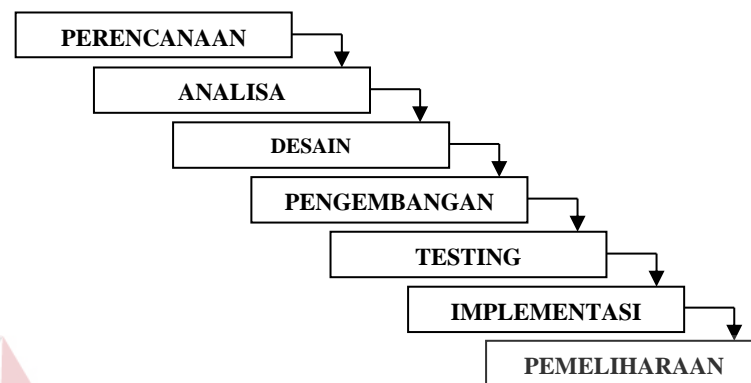 PERENCANAAN
ANALISA
DESAIN
PENGEMBANGAN
TESTING
IMPLEMENTASI
PEMELIHARAAN